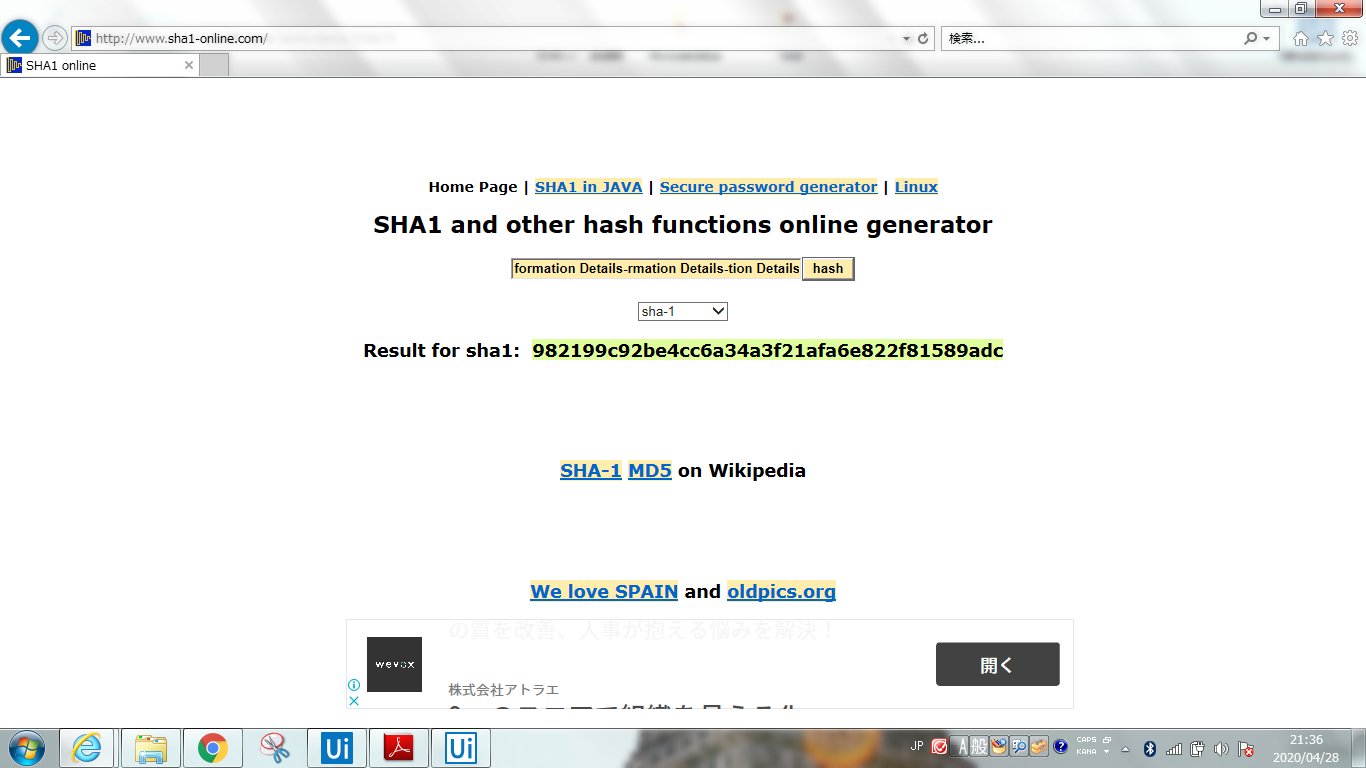 http://www.sha1-online.com/
検索...
SHA1 online
Home Page | SHA1 in JAVA | Secure password generator | Linux
SHA1 and other hash functions online generator
formation Details-rmation Details-tion Details hash
sha-1
Result for sha1: 982199c92be4cc6a34a3f21afa6e822f81589adc
SHA-1 MD5 on Wikipedia
We love SPAIN and oldpics.org
の質を改善、人事が抱える悩みを解決！
wevox
開く
株式会社アトラエ
Ui
Ui
JP
A般
CAPS
KANA
21:36
2020/04/28